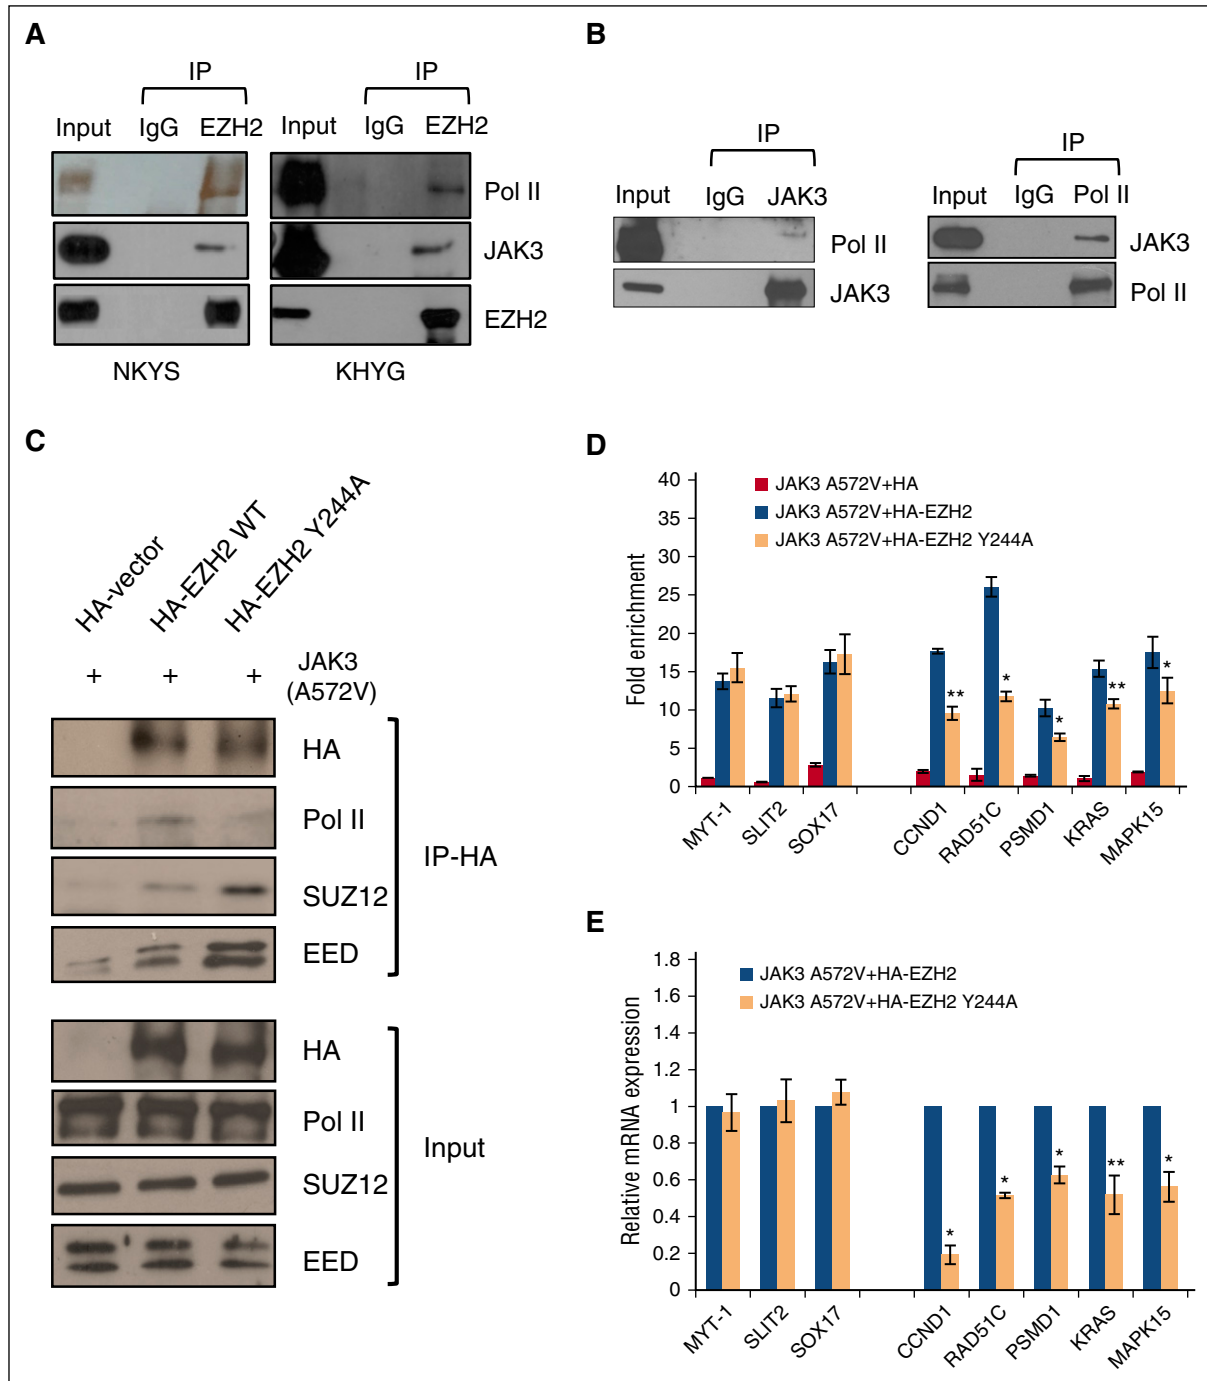 A
IP
IP
Input IgG EZH2
Input IgG EZH2
Pol II
JAK3
EZH2
NKYS
KHYG
B
IP
Input IgG JAK3
Pol II
JAK3
IP
Input IgG Pol II
JAK3
Pol II
C
HA-vector
HA-EZH2 WT
HA-EZH2 Y244A
+ + + JAK3
(A572V)
HA
Pol II
SUZ12
EED
IP-HA
HA
Pol II
SUZ12
EED
Input
D
JAK3 A572V+HA
JAK3 A572V+HA-EZH2
JAK3 A572V+HA-EZH2 Y244A
Fold enrichment
40
35
30
25
20
15
10
5
0
** * * ** *
MYT-1 SLIT2 SOX17 CCND1 RAD51C PSMD1 KRAS MAPK15
E
JAK3 A572V+HA-EZH2
JAK3 A572V+HA-EZH2 Y244A
Relative mRNA expression
1.8
1.6
1.4
1.2
1
0.8
0.6
0.4
0.2
0
* * * ** *
MYT-1 SLIT2 SOX17 CCND1 RAD51C PSMD1 KRAS MAPK15